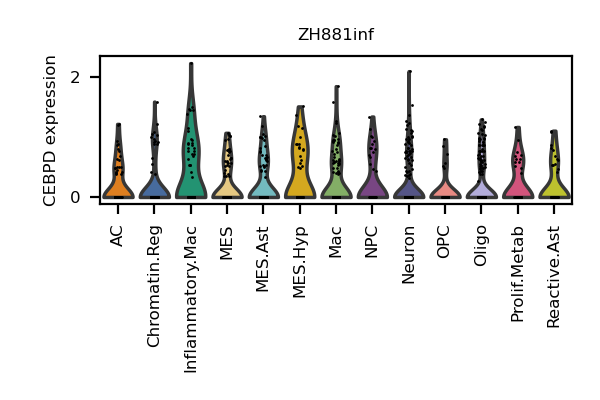 ZH881inf
CEBPD expression
2
0
AC
Chromatin.Reg
Inflammatory.Mac
MES
MES.Ast
MES.Hyp
Mac
NPC
Neuron
OPC
Oligo
Prolif.Metab
Reactive.Ast